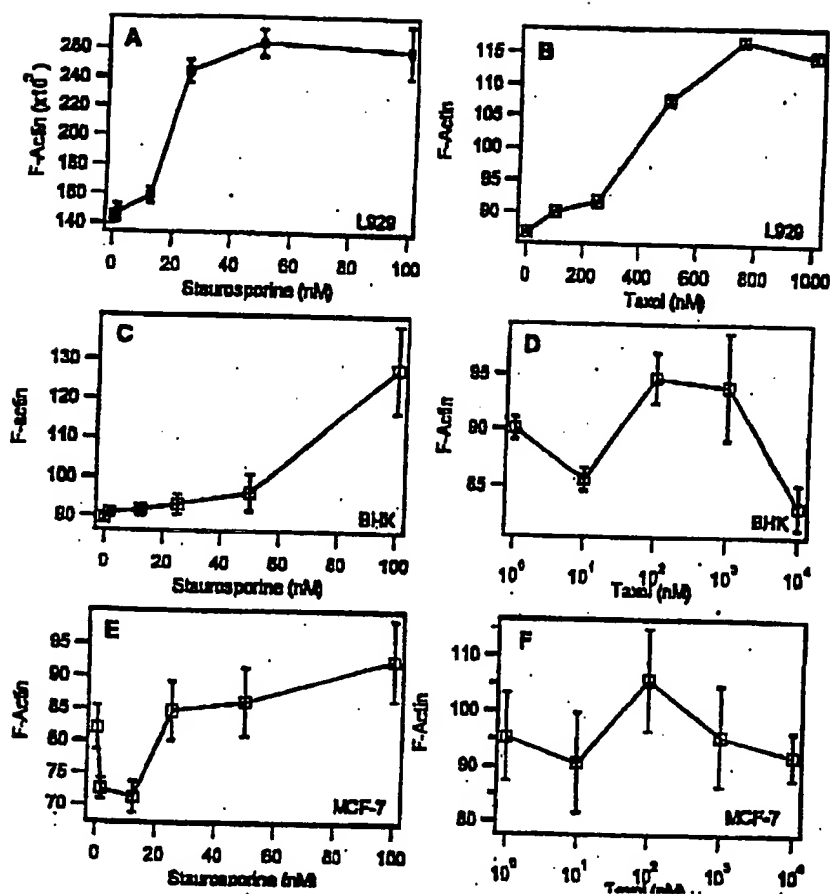 A
F-Actin (x10³)
260
240
220
200
180
160
140
L929
0 20 40 60 80 100
Staurosporine (nM)
B
F-Actin
115
110
105
100
95
90
L929
0 200 400 600 800 1000
Taxol (nM)
C
F-actin
130
120
110
100
90
BHK
0 20 40 60 80 100
Staurosporine (nM)
D
F-Actin
95
90
85
BHK
10⁰ 10¹ 10² 10³ 10⁴
Taxol (nM)
E
F-Actin
95
90
85
80
75
70
MCF-7
0 20 40 60 80 100
Staurosporine (nM)
F
F-Actin
110
100
90
80
MCF-7
10⁰ 10¹ 10² 10³ 10⁴
Taxol (nM)